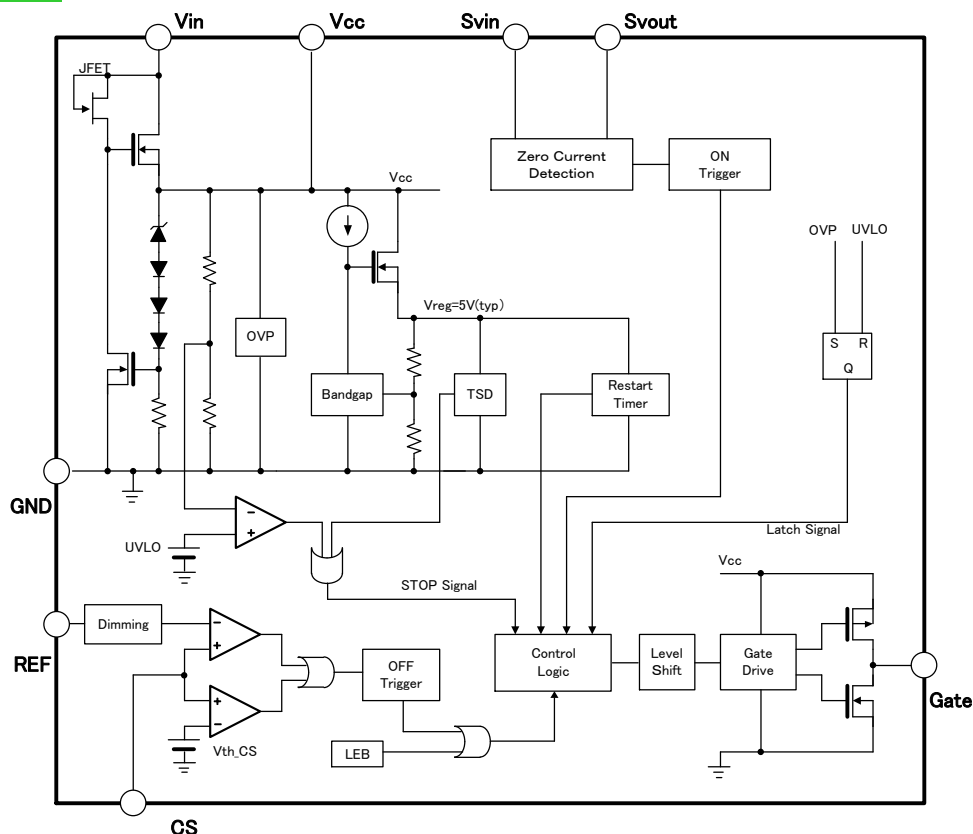 Vin
Vcc
Svin
Svout
JFET
Zero Current
Detection
ON
Trigger
Vcc
OVP
UVLO
Vreg=5V(typ)
OVP
S
R
Q
Bandgap
TSD
Restart
Timer
GND
-
+
UVLO
Latch Signal
STOP Signal
Vcc
REF
Dimming
-
+
OFF
Trigger
Control
Logic
Level
Shift
Gate
Drive
Gate
+
-
Vth_CS
LEB
CS